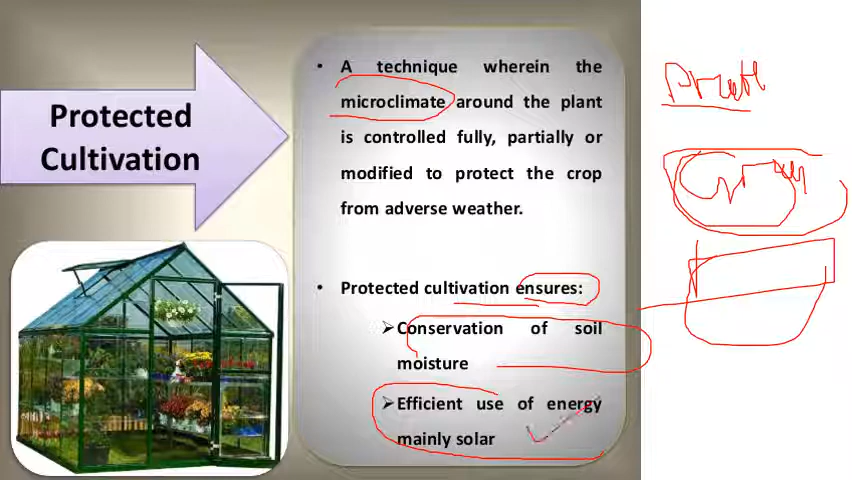 Protected
Cultivation
• A technique wherein the
microclimate around the plant
is controlled fully, partially or
modified to protect the crop
from adverse weather.
• Protected cultivation ensures:
➢Conservation of soil
moisture
➢Efficient use of energy
mainly solar